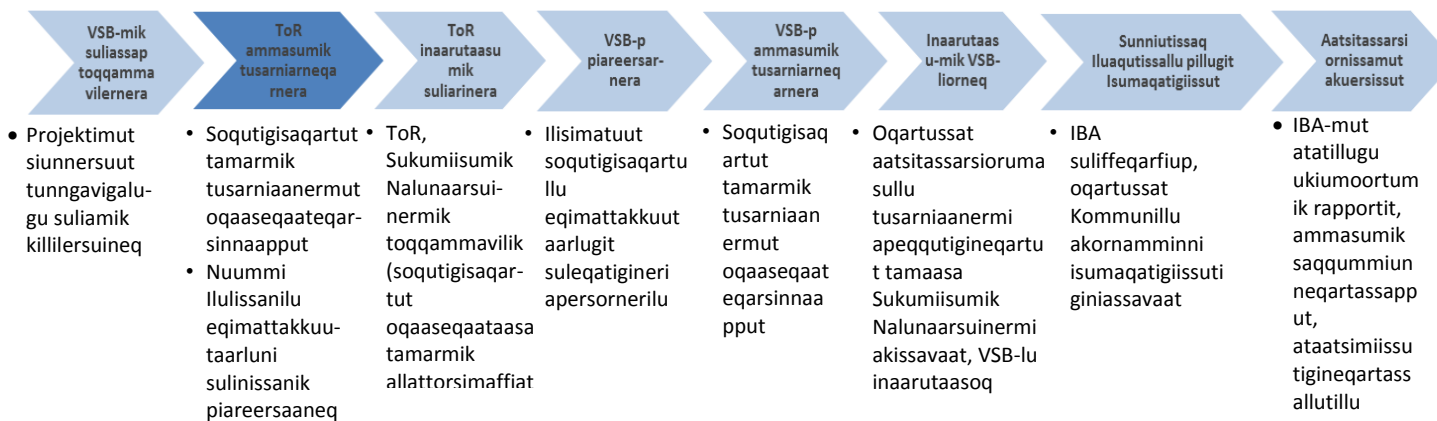 VSB-mik
suliassap
toqqamma
vilernera
ToR
ammasumik
tusarniarneqa
rnera
ToR
inaarutaasu
mik
suliarinera
VSB-p
piareersar-
nera
VSB-p
ammasumik
tusarniarneq
arnera
Inaarutaas
u-mik VSB-
liorneq
Sunniutissaq
Iluaqutissallu pillugit
Isumaqatigiissut
Aatsitassarsi
ornissamut
akuersissut
• Projektimut
siunnersuut
tunngavigalu-
gu suliamik
killilersuineq
• Soqutigisaqartut
tamarmik
tusarniaanermut
oqaaseqaateqar-
sinnaapput
• Nuummi
Ilulissanilu
eqimattakkuu-
taarluni
sulinissanik
piareersaaneq
• ToR,
Sukumiisumik
Nalunaarsui-
nermik
toqqammavilik
(soqutigisaqar-
tut
oqaaseqaataasa
tamarmik
allattorsimaffiat
• Ilisimatuut
soqutigisaqartu
llu
eqimattakkuut
aarlugit
suleqatigineri
apersornerilu
• Soqutigisaq
artut
tamarmik
tusarniaan
ermut
oqaaseqaat
eqarsinnaa
pput
• Oqartussat
aatsitassarsioruma
sullu
tusarniaanermi
apeqqutigineqartu
t tamaasa
Sukumiisumik
Nalunaarsuinermi
akissavaat, VSB-lu
inaarutaasoq
• IBA
suliffeqarfiup,
oqartussat
Kommunillu
akornamminni
isumaqatigiissuti
giniassavaat
• IBA-mut
atatillugu
ukiumoortum
ik rapportit,
ammasumik
saqqummiun
neqartassapp
ut,
ataatsimiissu
tigineqartass
allutillu